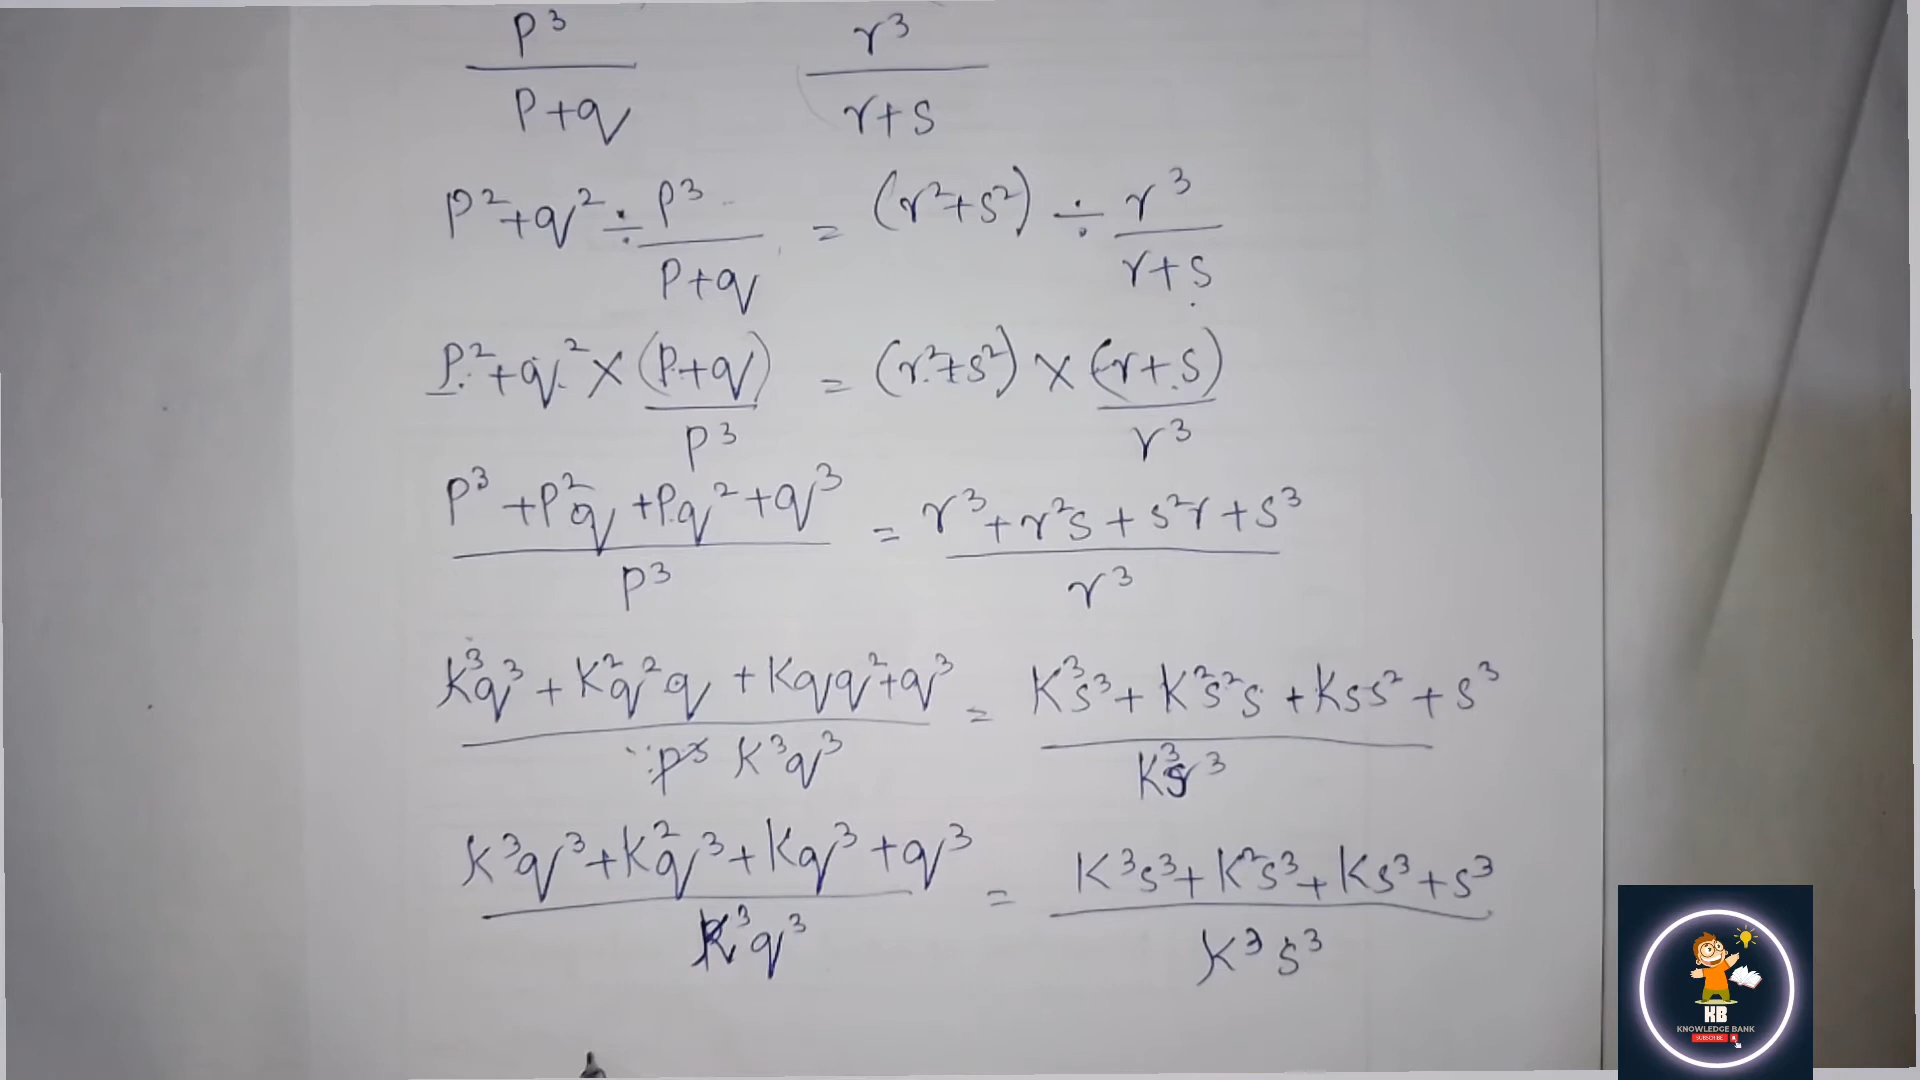 p³/(p+q)    r³/(r+s)
p²+q² ÷ p³/(p+q) = (r²+s²) ÷ r³/(r+s)
p²+q² × (p+q)/p³ = (r²+s²) × (r+s)/r³
(p³+p²q+pq²+q³)/p³ = (r³+r²s+s²r+s³)/r³
(K³q³+K²q²q+Kqq²+q³)/(K³q³) = (K³s³+K²s²s+Kss²+s³)/(K³s³)
(K³q³+K²q³+Kq³+q³)/(K³q³) = (K³s³+K²s³+Ks³+s³)/(K³s³)
KB
KNOWLEDGE BANK
SUBSCRIBE